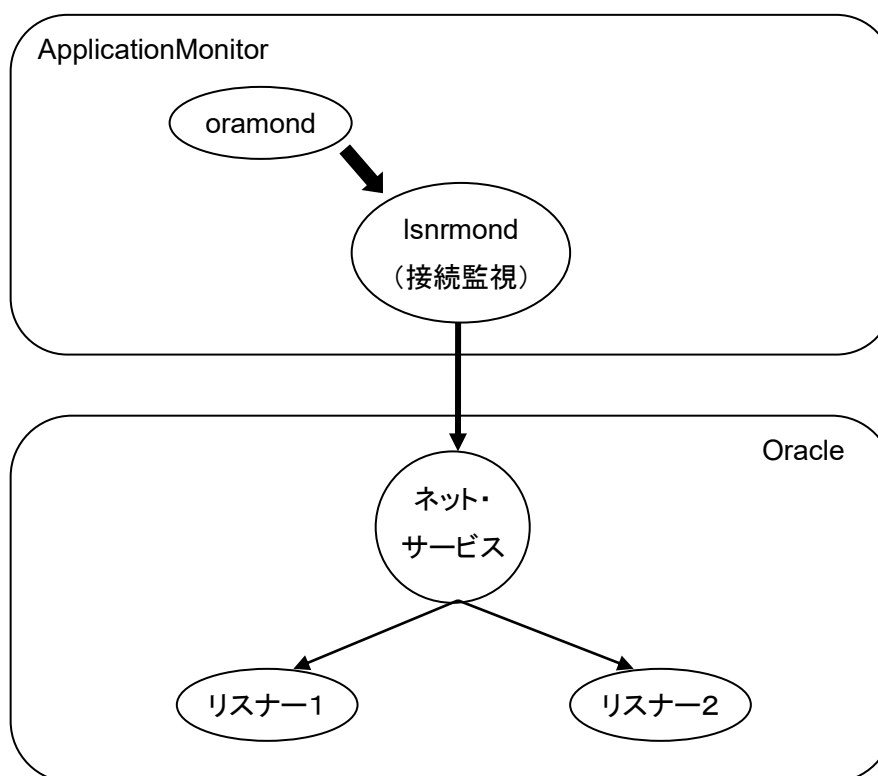 ApplicationMonitor
oramond
lsnrmond
（接続監視）
Oracle
ネット・
サービス
リスナー１
リスナー２